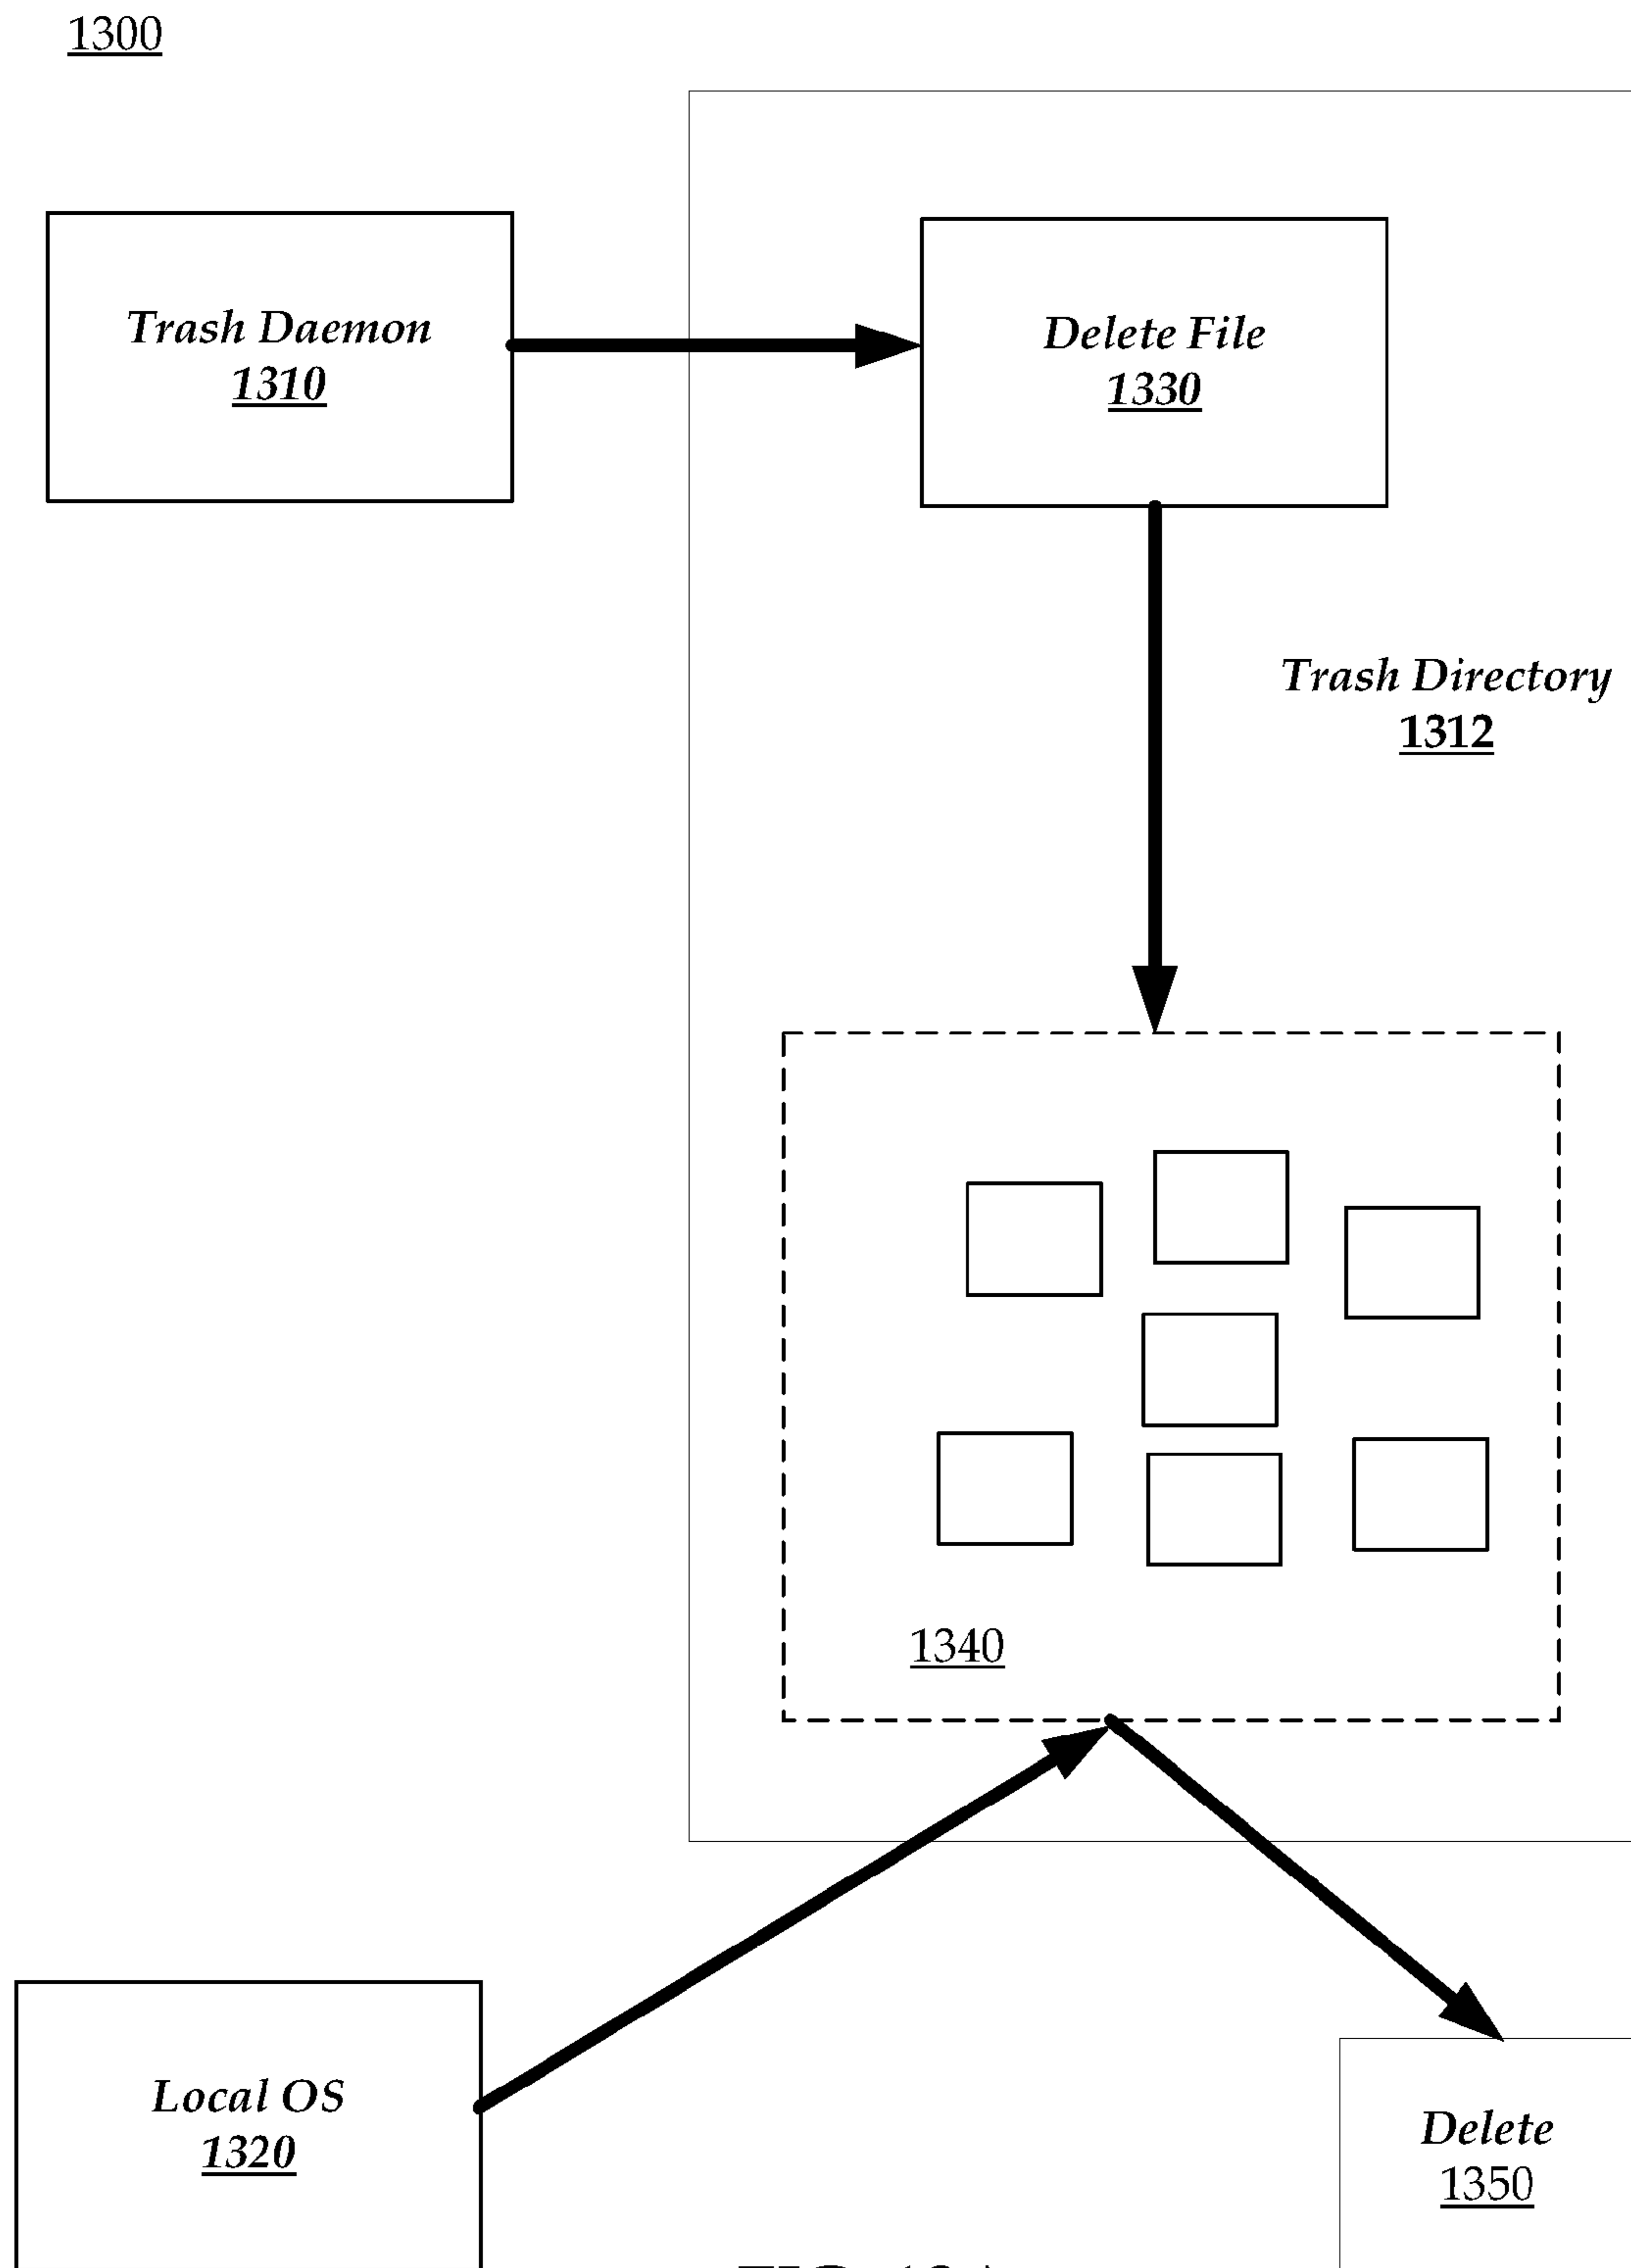 1300
Trash Daemon
1310
Delete File
1330
Trash Directory
1312
1340
Local OS
1320
Delete
1350